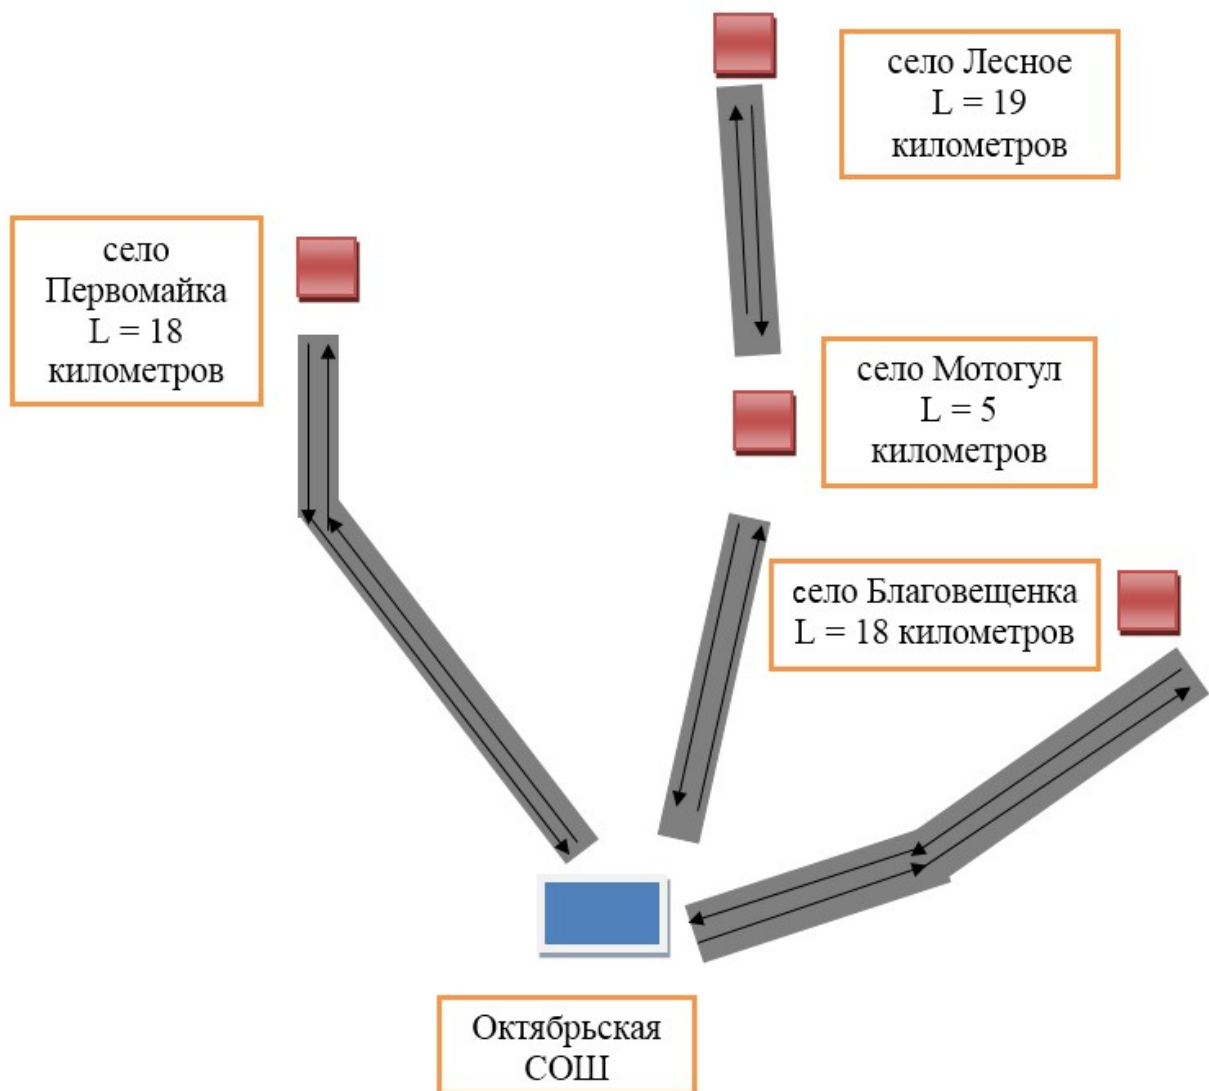 село Лесное
L = 19
километров
село
Первомайка
L = 18
километров
село Мотогул
L = 5
километров
село Благовещенка
L = 18 километров
Октябрьская
СОШ